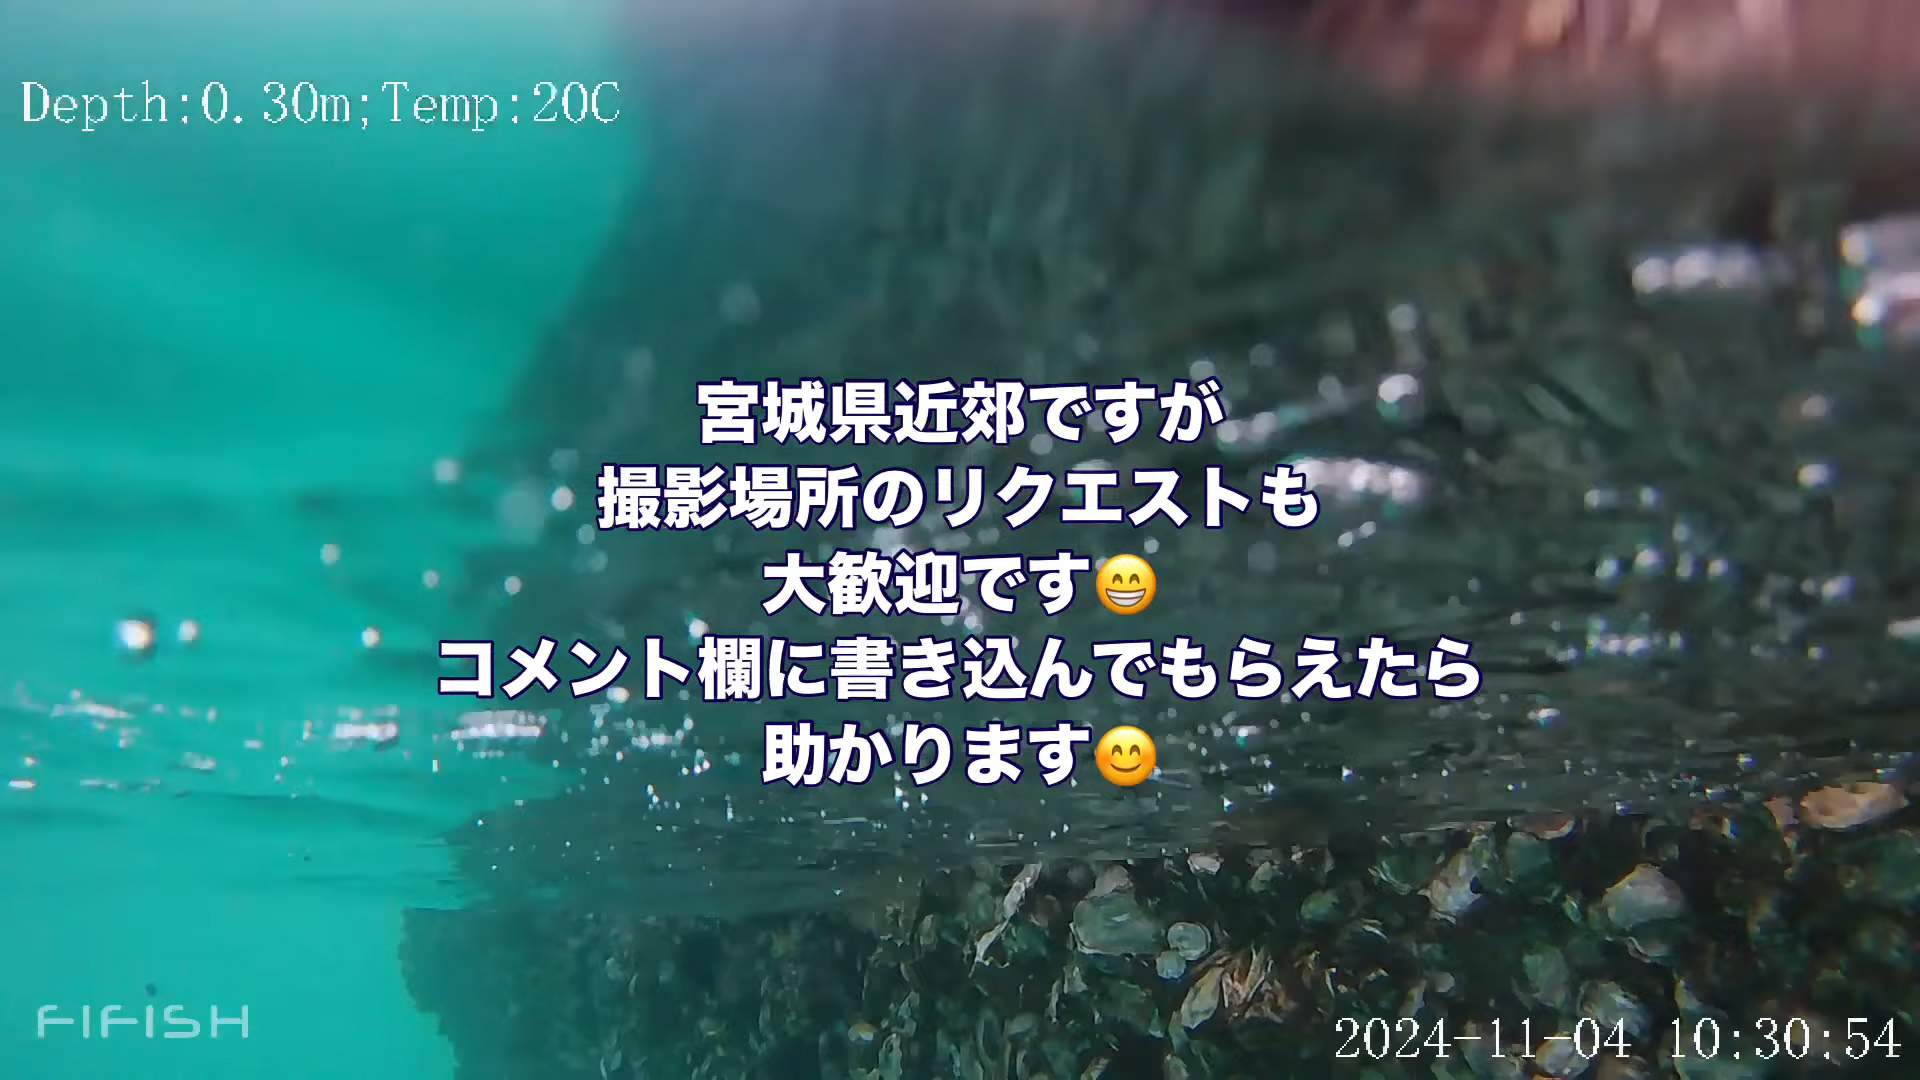 Depth:0.30m;Temp:20C
宮城県近郊ですが
撮影場所のリクエストも
大歓迎です😁
コメント欄に書き込んでもらえたら
助かります😊
FIFISH
2024-11-04 10:30:54